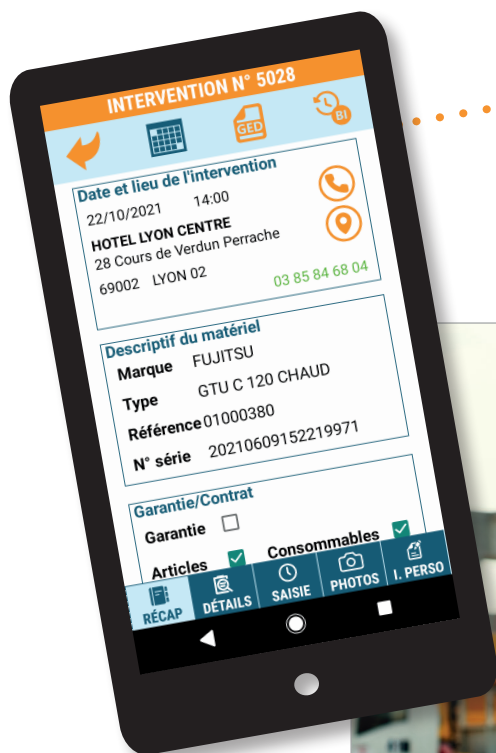 INTERVENTION N° 5028
GED
BI
Date et lieu de l'intervention
22/10/2021 14:00
HOTEL LYON CENTRE
28 Cours de Verdun Perrache
69002 LYON 02
03 85 84 68 04
Descriptif du matériel
Marque FUJITSU
Type GTU C 120 CHAUD
Référence 01000380
N° série 20210609152219971
Garantie/Contrat
Garantie
Articles Consommables
RÉCAP DÉTAILS SAISIE PHOTOS I. PERSO